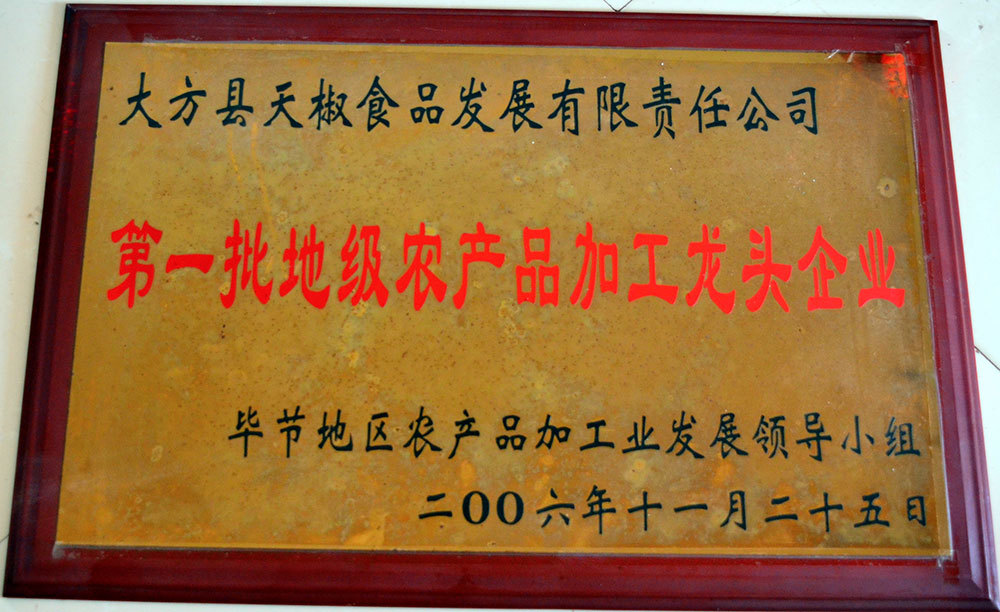 大方县天椒食品发展有限责任公司
第一批地级农产品加工龙头企业
毕节地区农产品加工业发展领导小组
二00六年十一月二十五日